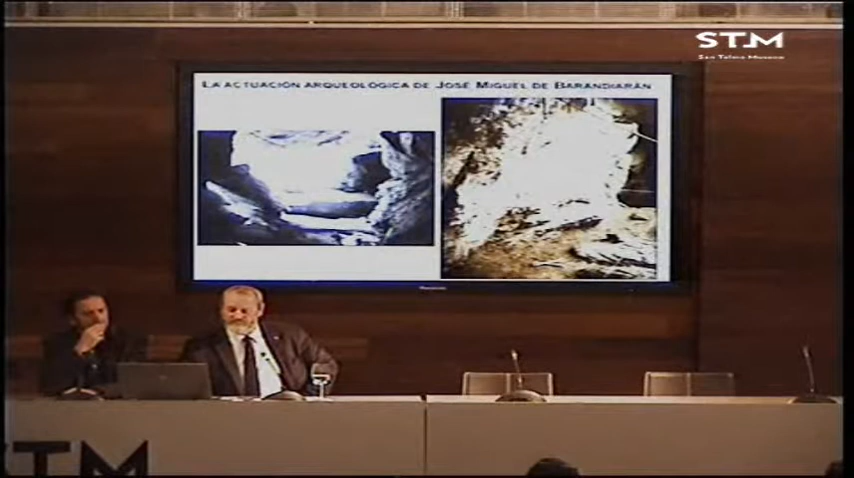 STM
San Telmo Museoa
LA ACTUACIÓN ARQUEOLÓGICA DE JOSÉ MIGUEL DE BARANDIARÁN
STM